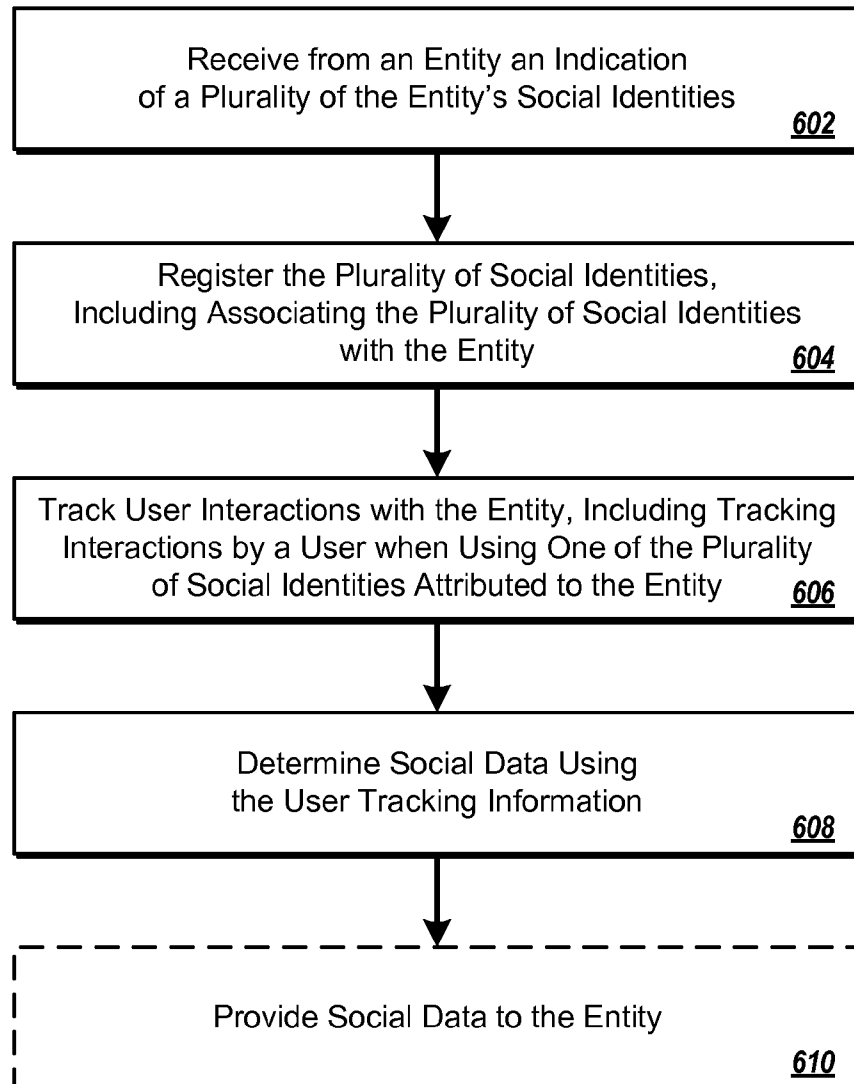 Receive from an Entity an Indication
of a Plurality of the Entity's Social Identities
602
Register the Plurality of Social Identities,
Including Associating the Plurality of Social Identities
with the Entity
604
Track User Interactions with the Entity, Including Tracking
Interactions by a User when Using One of the Plurality
of Social Identities Attributed to the Entity
606
Determine Social Data Using
the User Tracking Information
608
Provide Social Data to the Entity
610